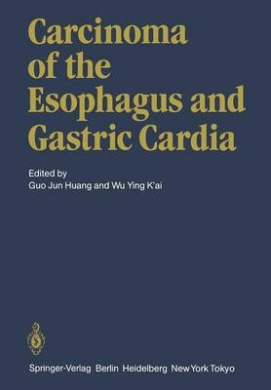 Carcinoma
of the
Esophagus and
Gastric Cardia
Edited by
Guo Jun Huang and Wu Ying K'ai
Springer-Verlag Berlin Heidelberg New York Tokyo